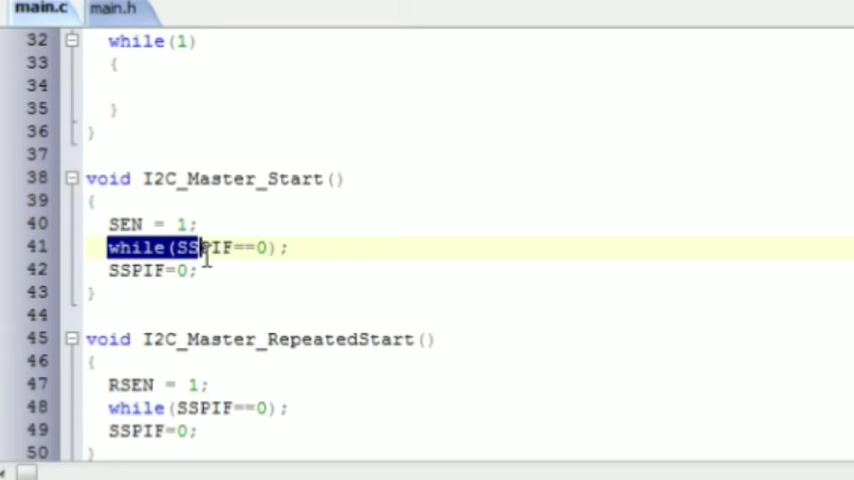 main.c main.h
32 while(1)
33 {
34
35 }
36 }
37
38 void I2C_Master_Start()
39 {
40 SEN = 1;
41 while(SSPIF==0);
42 SSPIF=0;
43 }
44
45 void I2C_Master_RepeatedStart()
46 {
47 RSEN = 1;
48 while(SSPIF==0);
49 SSPIF=0;
50 }